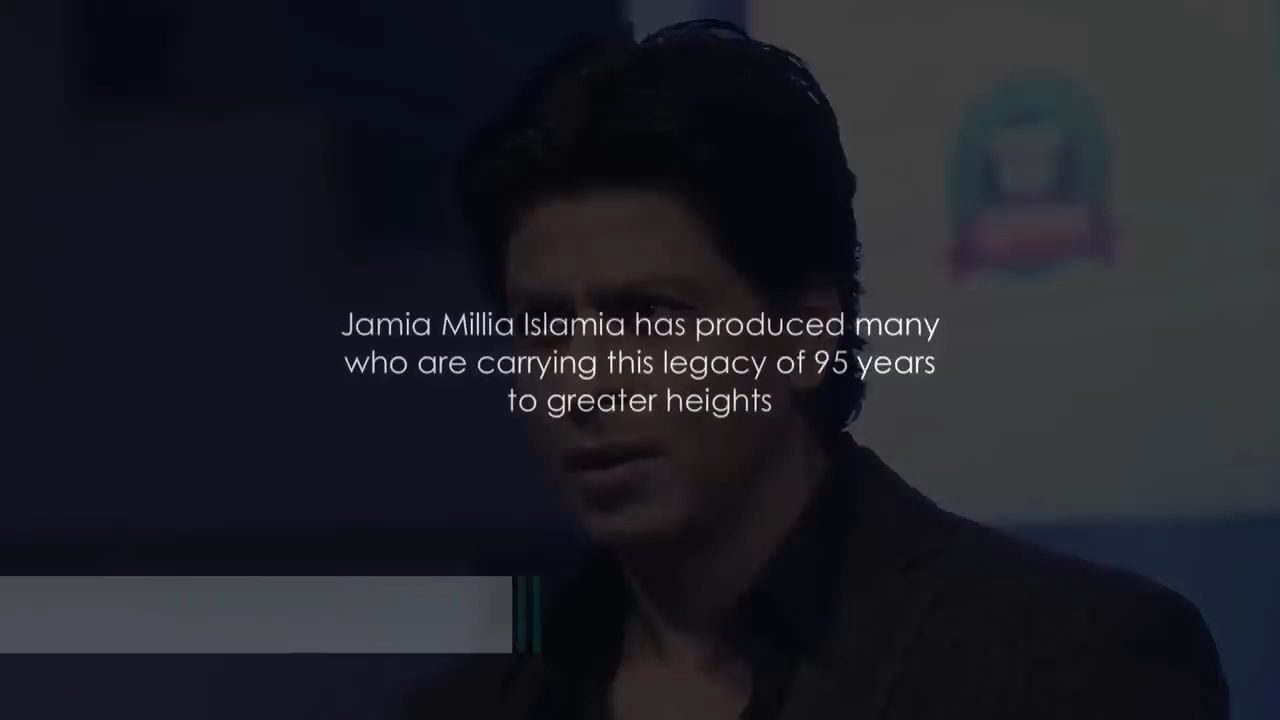 Jamia Millia Islamia has produced many
who are carrying this legacy of 95 years
to greater heights